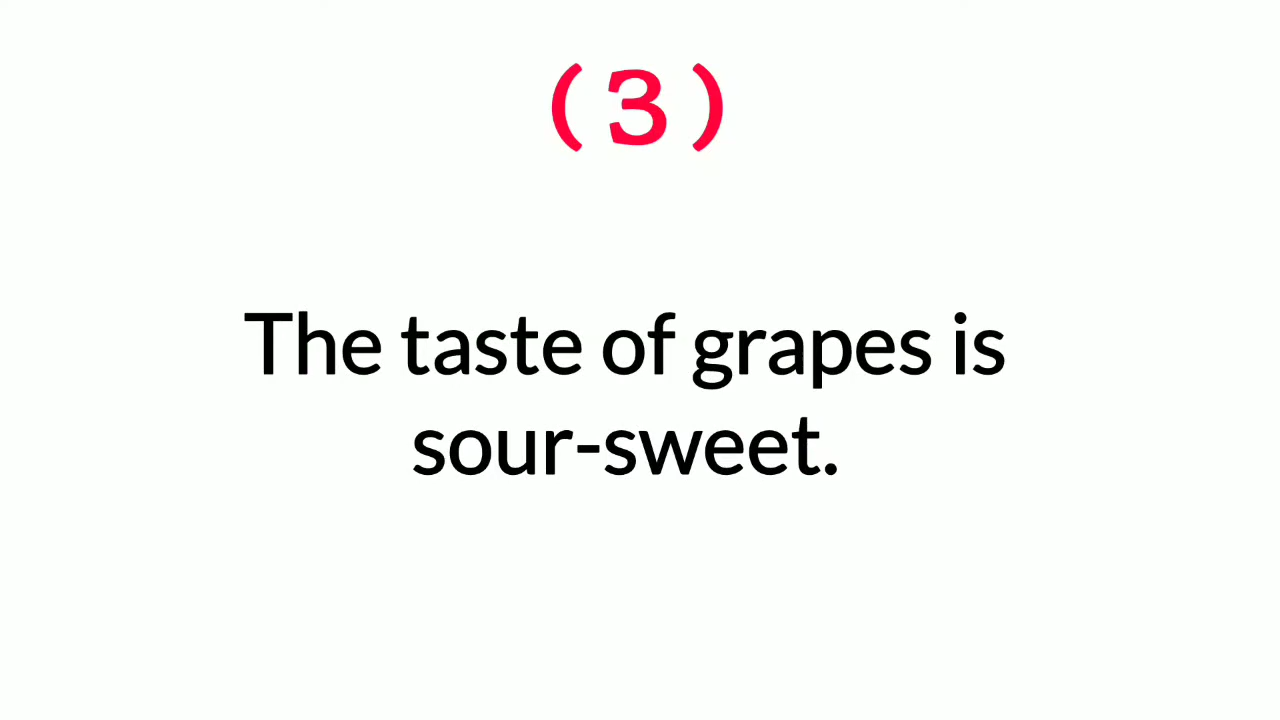 (3)
The taste of grapes is
sour-sweet.